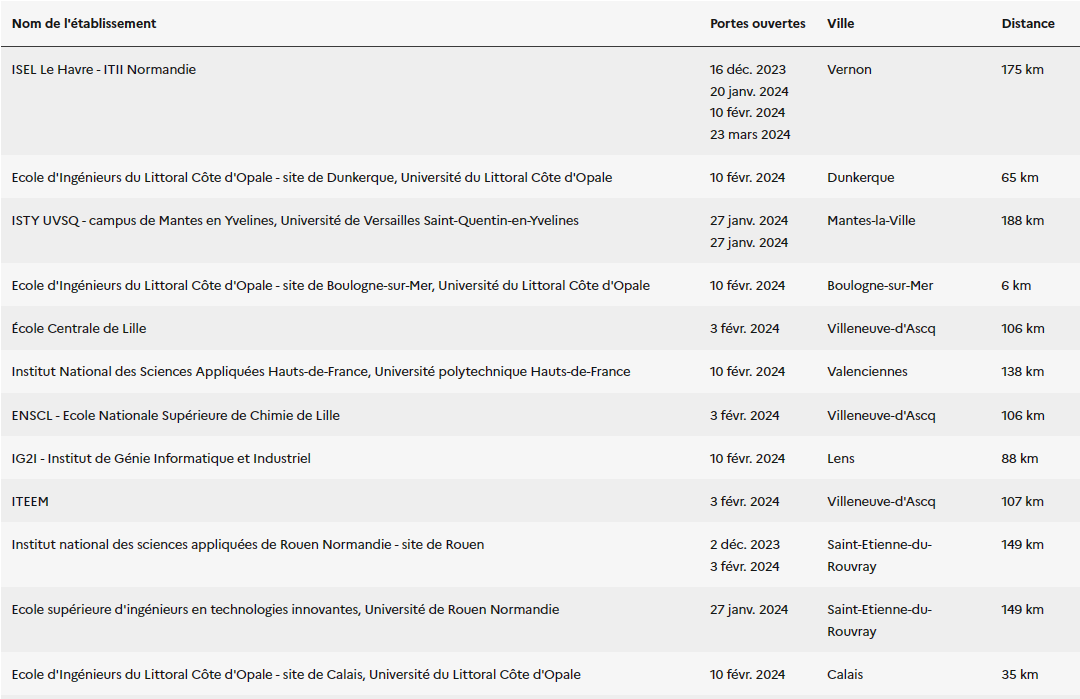 Nom de l'établissement Portes ouvertes Ville Distance
ISEL Le Havre - ITII Normandie 16 déc. 2023 Vernon 175 km
20 janv. 2024
10 févr. 2024
23 mars 2024
Ecole d'Ingénieurs du Littoral Côte d'Opale - site de Dunkerque, Université du Littoral Côte d'Opale 10 févr. 2024 Dunkerque 65 km
ISTY UVSQ - campus de Mantes en Yvelines, Université de Versailles Saint-Quentin-en-Yvelines 27 janv. 2024 Mantes-la-Ville 188 km
27 janv. 2024
Ecole d'Ingénieurs du Littoral Côte d'Opale - site de Boulogne-sur-Mer, Université du Littoral Côte d'Opale 10 févr. 2024 Boulogne-sur-Mer 6 km
École Centrale de Lille 3 févr. 2024 Villeneuve-d'Ascq 106 km
Institut National des Sciences Appliquées Hauts-de-France, Université polytechnique Hauts-de-France 10 févr. 2024 Valenciennes 138 km
ENSCL - Ecole Nationale Supérieure de Chimie de Lille 3 févr. 2024 Villeneuve-d'Ascq 106 km
IG2I - Institut de Génie Informatique et Industriel 10 févr. 2024 Lens 88 km
ITEEM 3 févr. 2024 Villeneuve-d'Ascq 107 km
Institut national des sciences appliquées de Rouen Normandie - site de Rouen 2 déc. 2023 Saint-Etienne-du- 149 km
3 févr. 2024 Rouvray
Ecole supérieure d'ingénieurs en technologies innovantes, Université de Rouen Normandie 27 janv. 2024 Saint-Etienne-du- 149 km
Rouvray
Ecole d'Ingénieurs du Littoral Côte d'Opale - site de Calais, Université du Littoral Côte d'Opale 10 févr. 2024 Calais 35 km